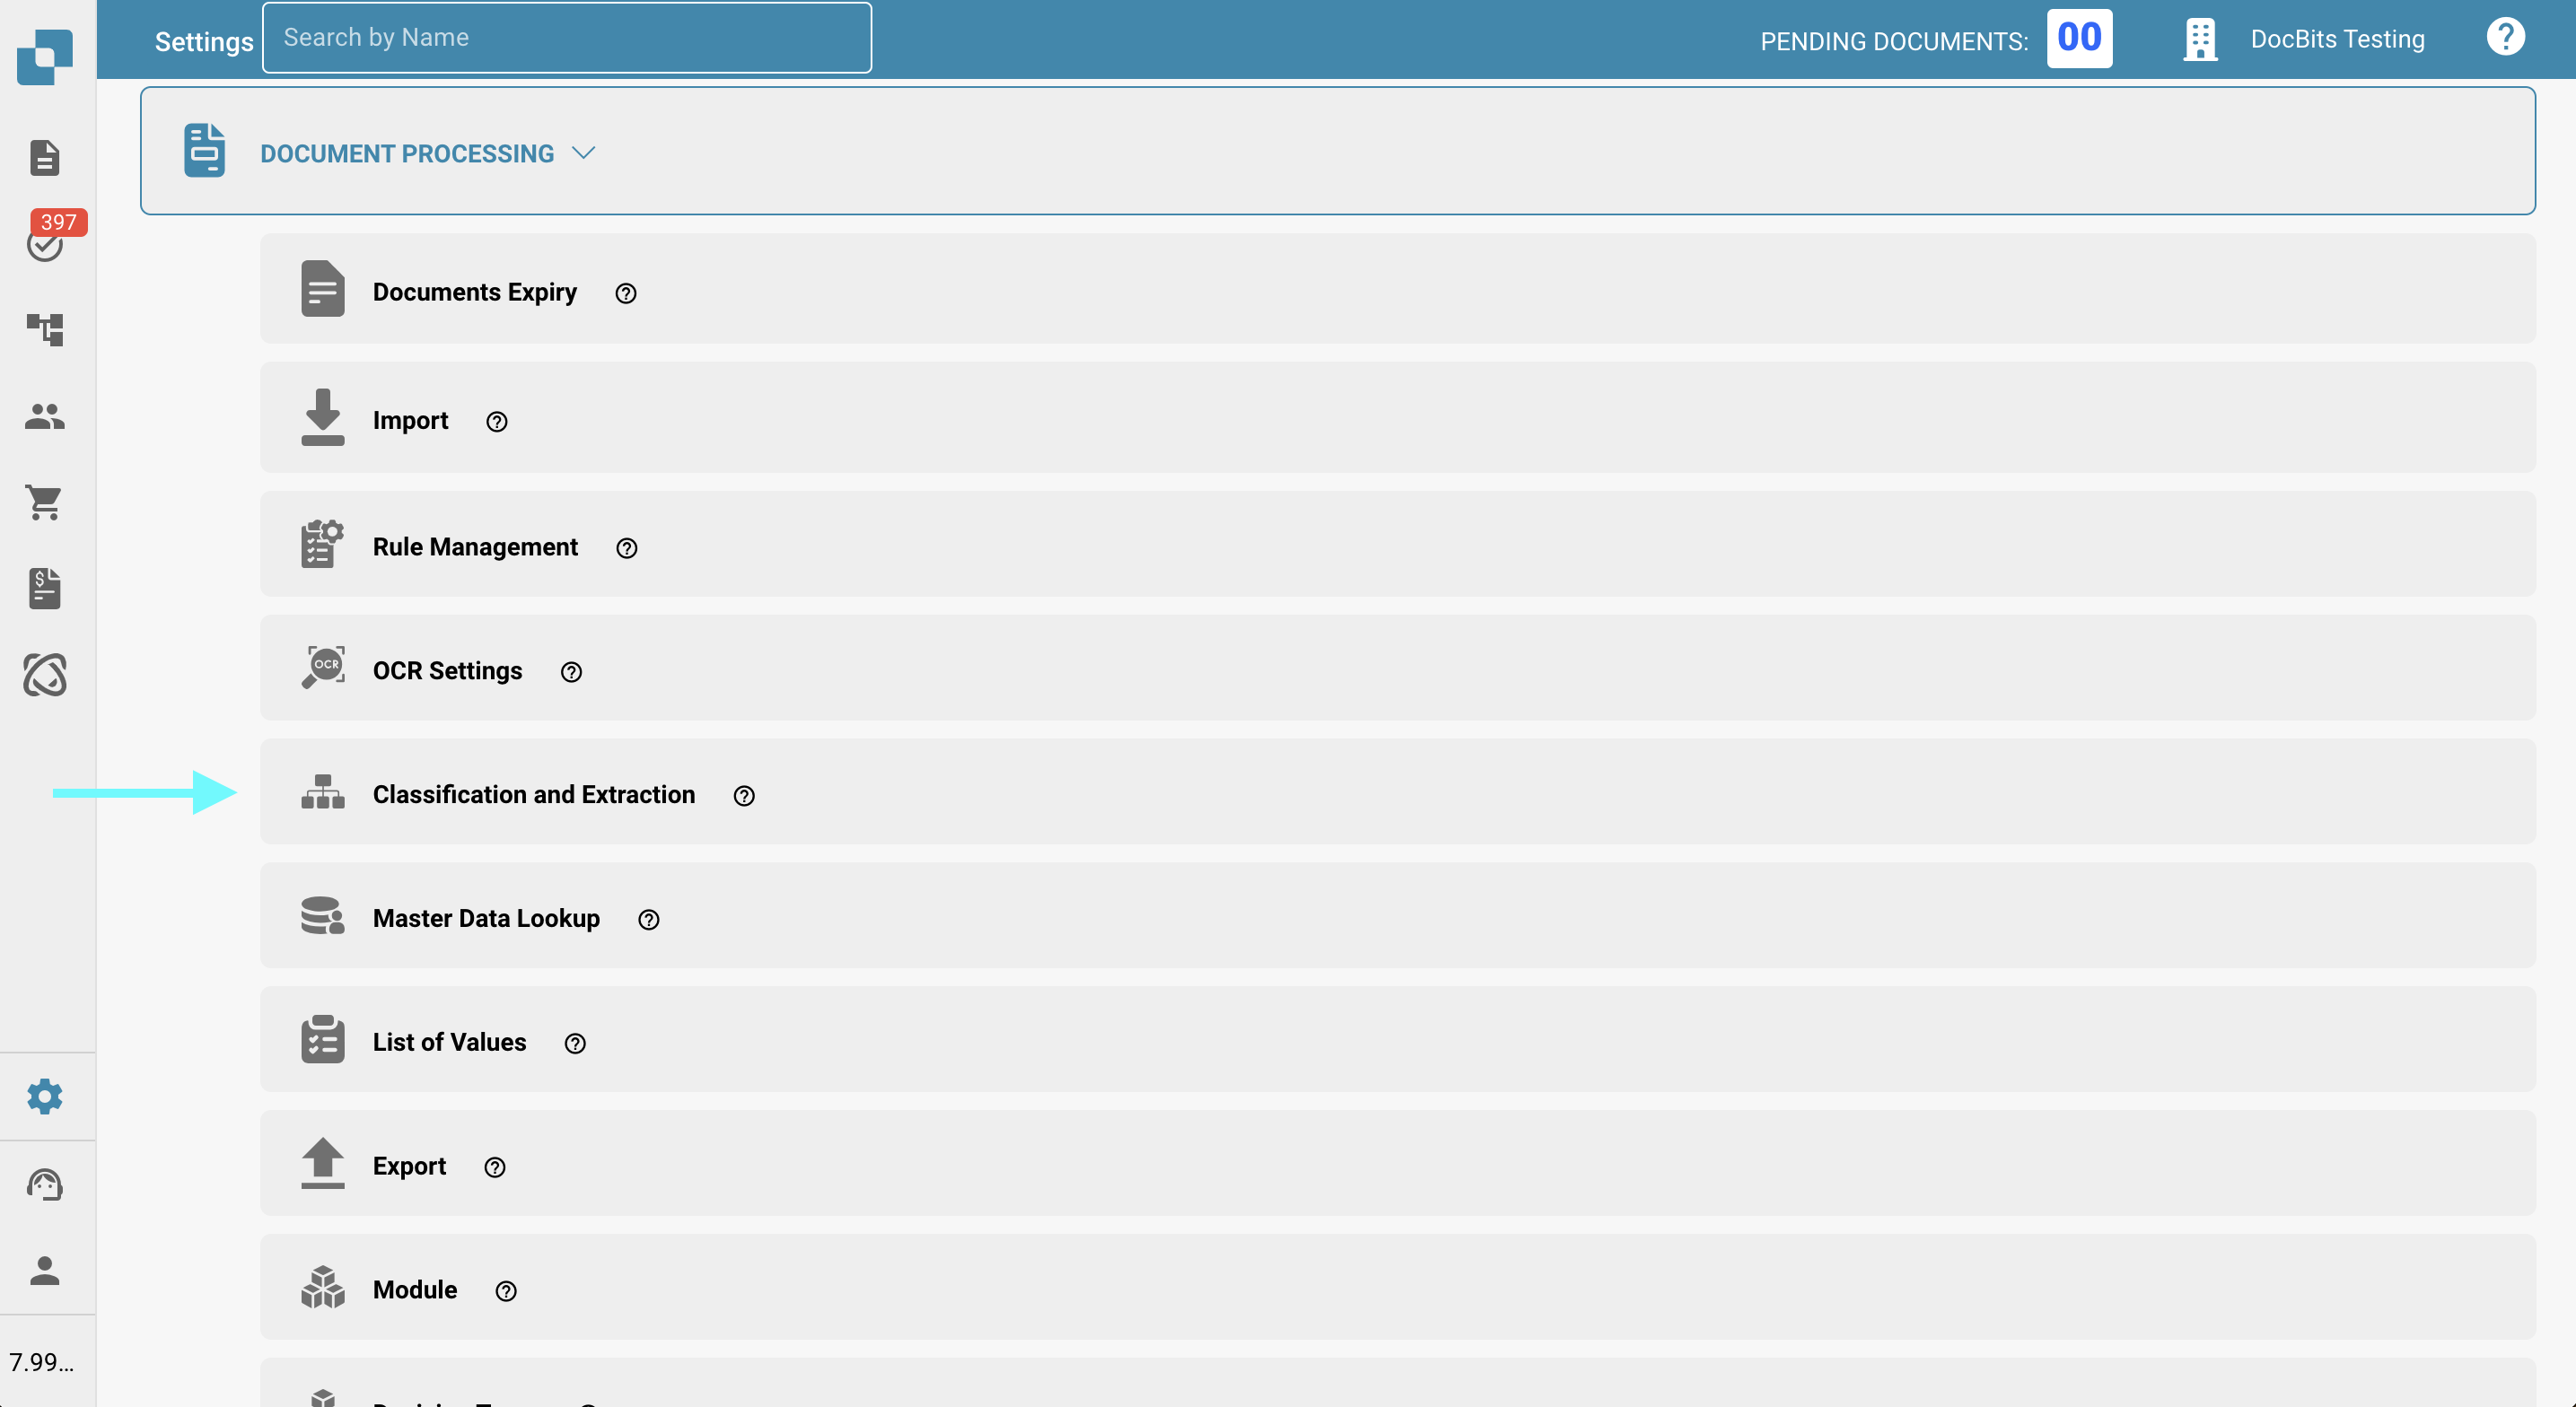 Settings
Search by Name
PENDING DOCUMENTS: 00
DocBits Testing
?
397
DOCUMENT PROCESSING
Documents Expiry ?
Import ?
Rule Management ?
OCR
OCR Settings ?
Classification and Extraction ?
Master Data Lookup ?
List of Values ?
Export ?
Module ?
7.99...